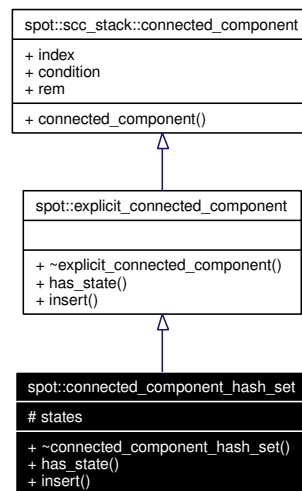 spot::scc_stack::connected_component
+ index
+ condition
+ rem
+ connected_component()
spot::explicit_connected_component
+ ~explicit_connected_component()
+ has_state()
+ insert()
spot::connected_component_hash_set
# states
+ ~connected_component_hash_set()
+ has_state()
+ insert()